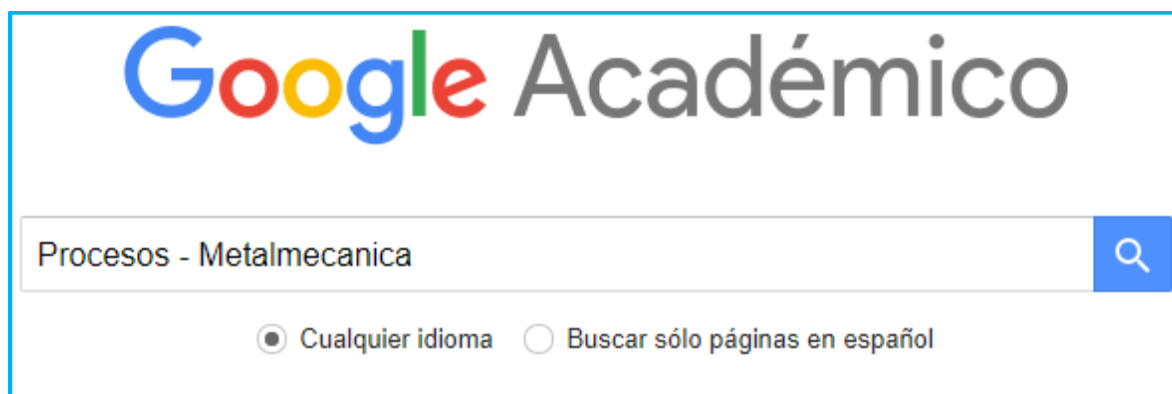 Google Académico
Procesos - Metalmecanica
Cualquier idioma Buscar sólo páginas en español